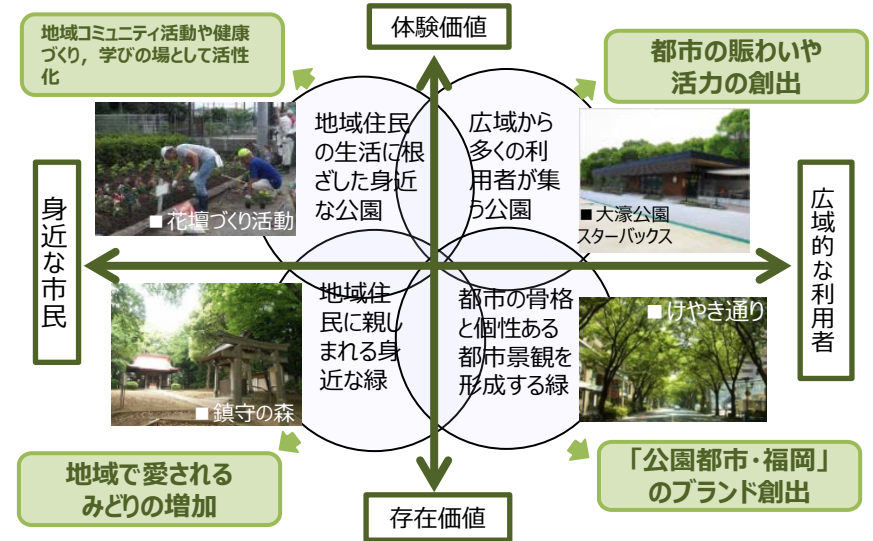 地域コミュニティ活動や健康
づくり，学びの場として活性
化
体験価値
都市の賑わいや
活力の創出
地域住民
の生活に根
ざした身近
な公園
広域から
多くの利
用者が集
う公園
■花壇づくり活動
■大濠公園
スターバックス
身近な市民
広域的な利用者
地域住
民に親し
まれる身
近な緑
都市の骨格
と個性ある
都市景観を
形成する緑
■けやき通り
■鎮守の森
地域で愛される
みどりの増加
存在価値
「公園都市・福岡」
のブランド創出